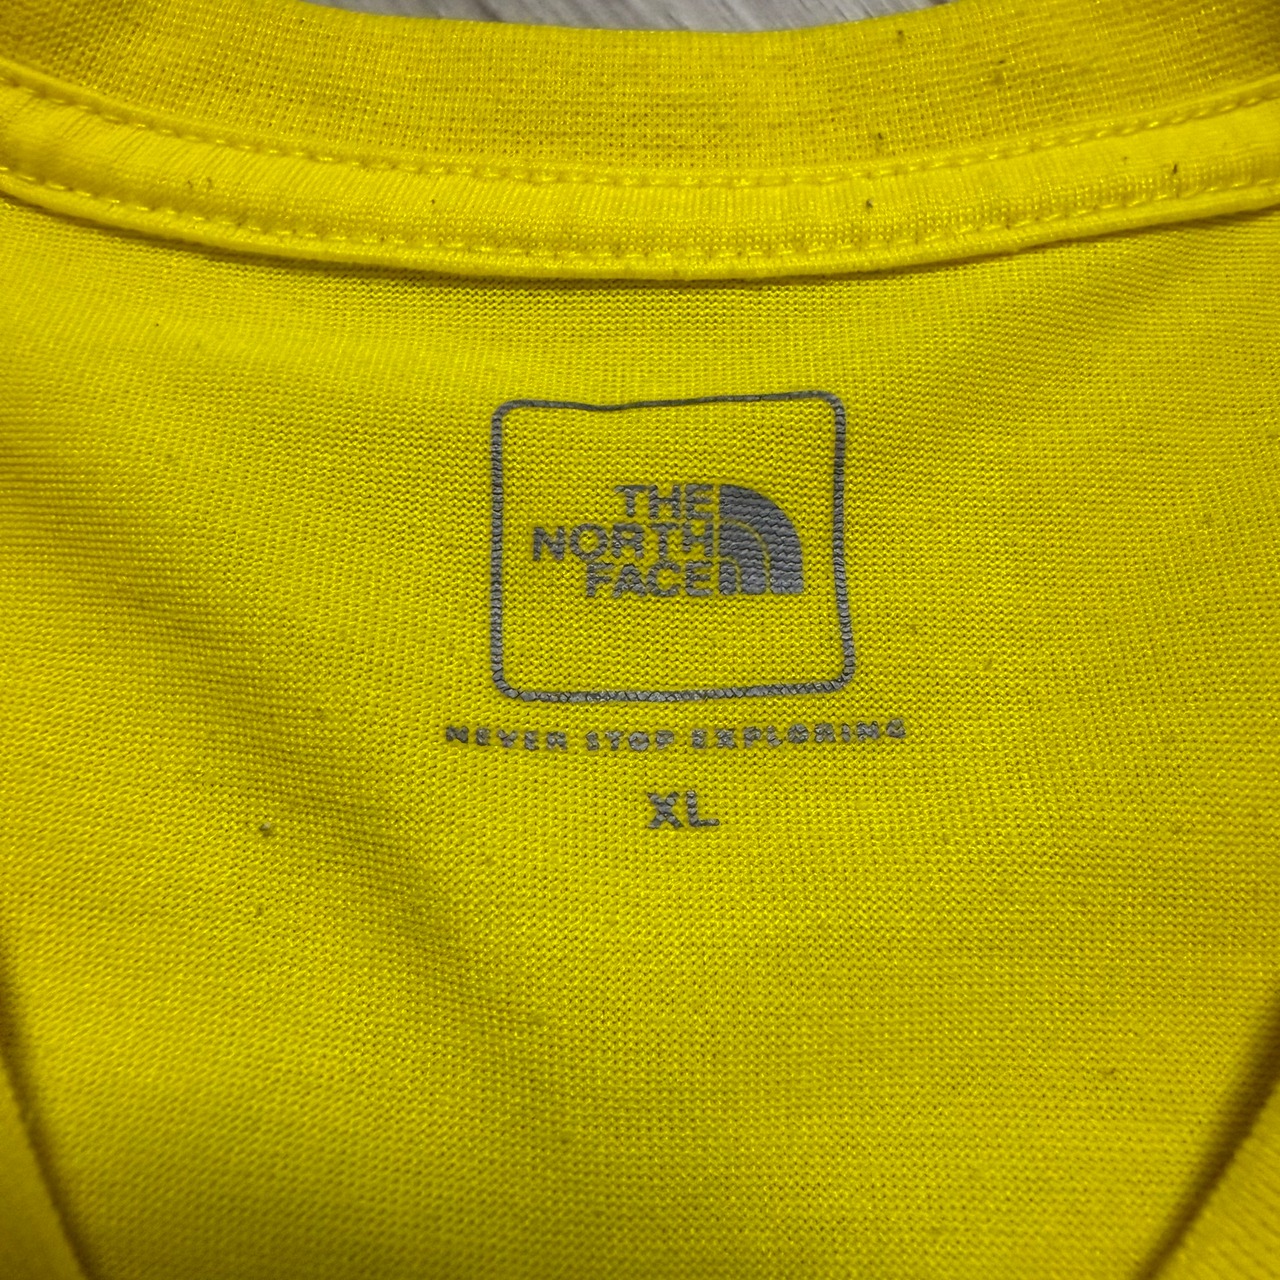 THE
NORTH
FACE
NEVER STOP EXPLORING
XL